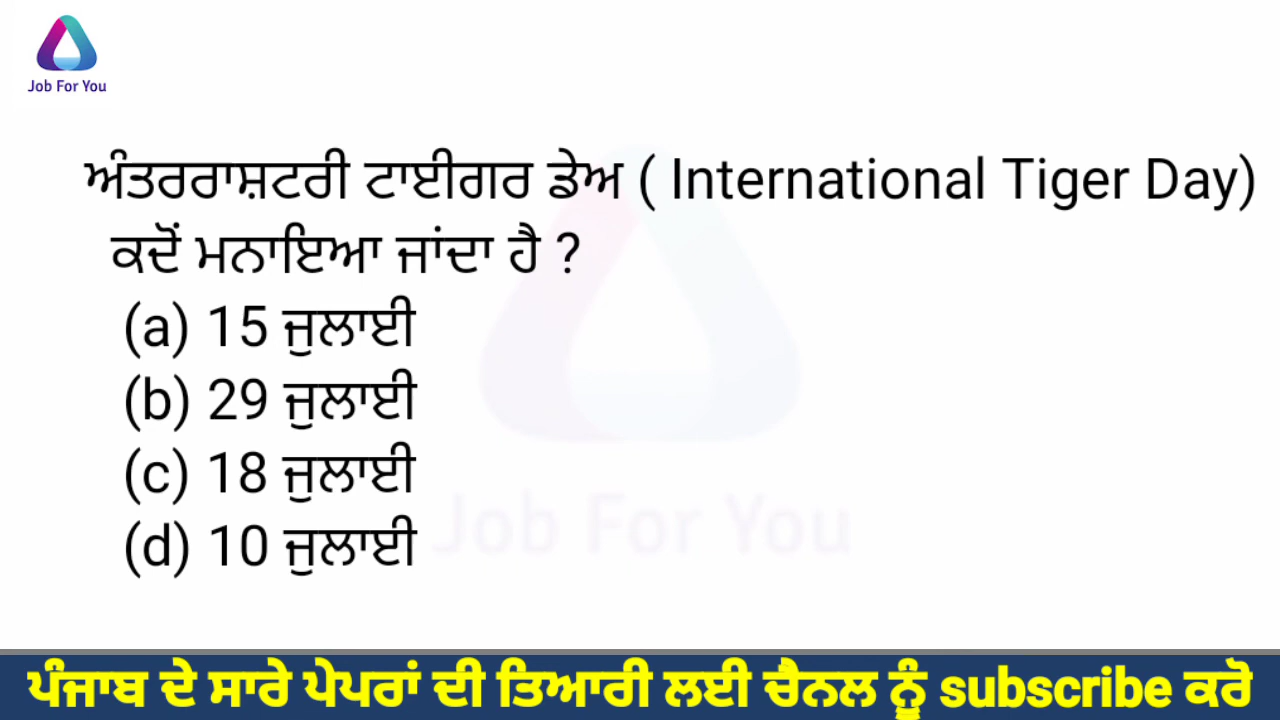 Job For You
ਅੰਤਰਰਾਸ਼ਟਰੀ ਟਾਈਗਰ ਡੇਅ ( International Tiger Day)
ਕਦੋਂ ਮਨਾਇਆ ਜਾਂਦਾ ਹੈ ?
(a) 15 ਜੁਲਾਈ
(b) 29 ਜੁਲਾਈ
(c) 18 ਜੁਲਾਈ
(d) 10 ਜੁਲਾਈ
Job For You
ਪੰਜਾਬ ਦੇ ਸਾਰੇ ਪੇਪਰਾਂ ਦੀ ਤਿਆਰੀ ਲਈ ਚੈਨਲ ਨੂੰ subscribe ਕਰੋ